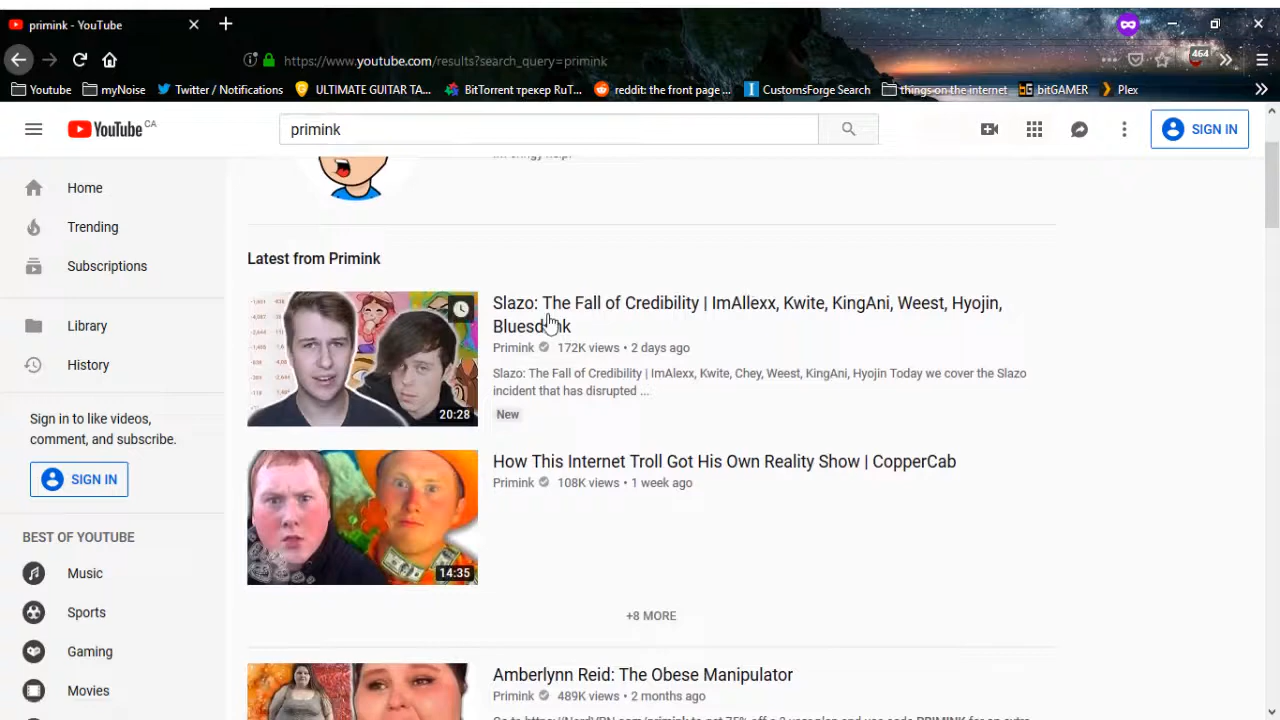 primink - YouTube
https://www.youtube.com/results?search_query=primink
464
Youtube
myNoise
Twitter / Notifications
ULTIMATE GUITAR TA...
BitTorrent трекер RuT...
reddit: the front page ...
CustomsForge Search
things on the internet
bitGAMER
Plex
YouTube CA
primink
SIGN IN
Home
Trending
Subscriptions
Library
History
Sign in to like videos,
comment, and subscribe.
SIGN IN
BEST OF YOUTUBE
Music
Sports
Gaming
Movies
Latest from Primink
20:28
Slazo: The Fall of Credibility | ImAllexx, Kwite, KingAni, Weest, Hyojin,
Primink
172K views • 2 days ago
Slazo: The Fall of Credibility | ImAlexx, Kwite, Chey, Weest, KingAni, Hyojin Today we cover the Slazo
incident that has disrupted ...
New
14:35
How This Internet Troll Got His Own Reality Show | CopperCab
Primink
108K views • 1 week ago
+8 MORE
Amberlynn Reid: The Obese Manipulator
Primink
489K views • 2 months ago